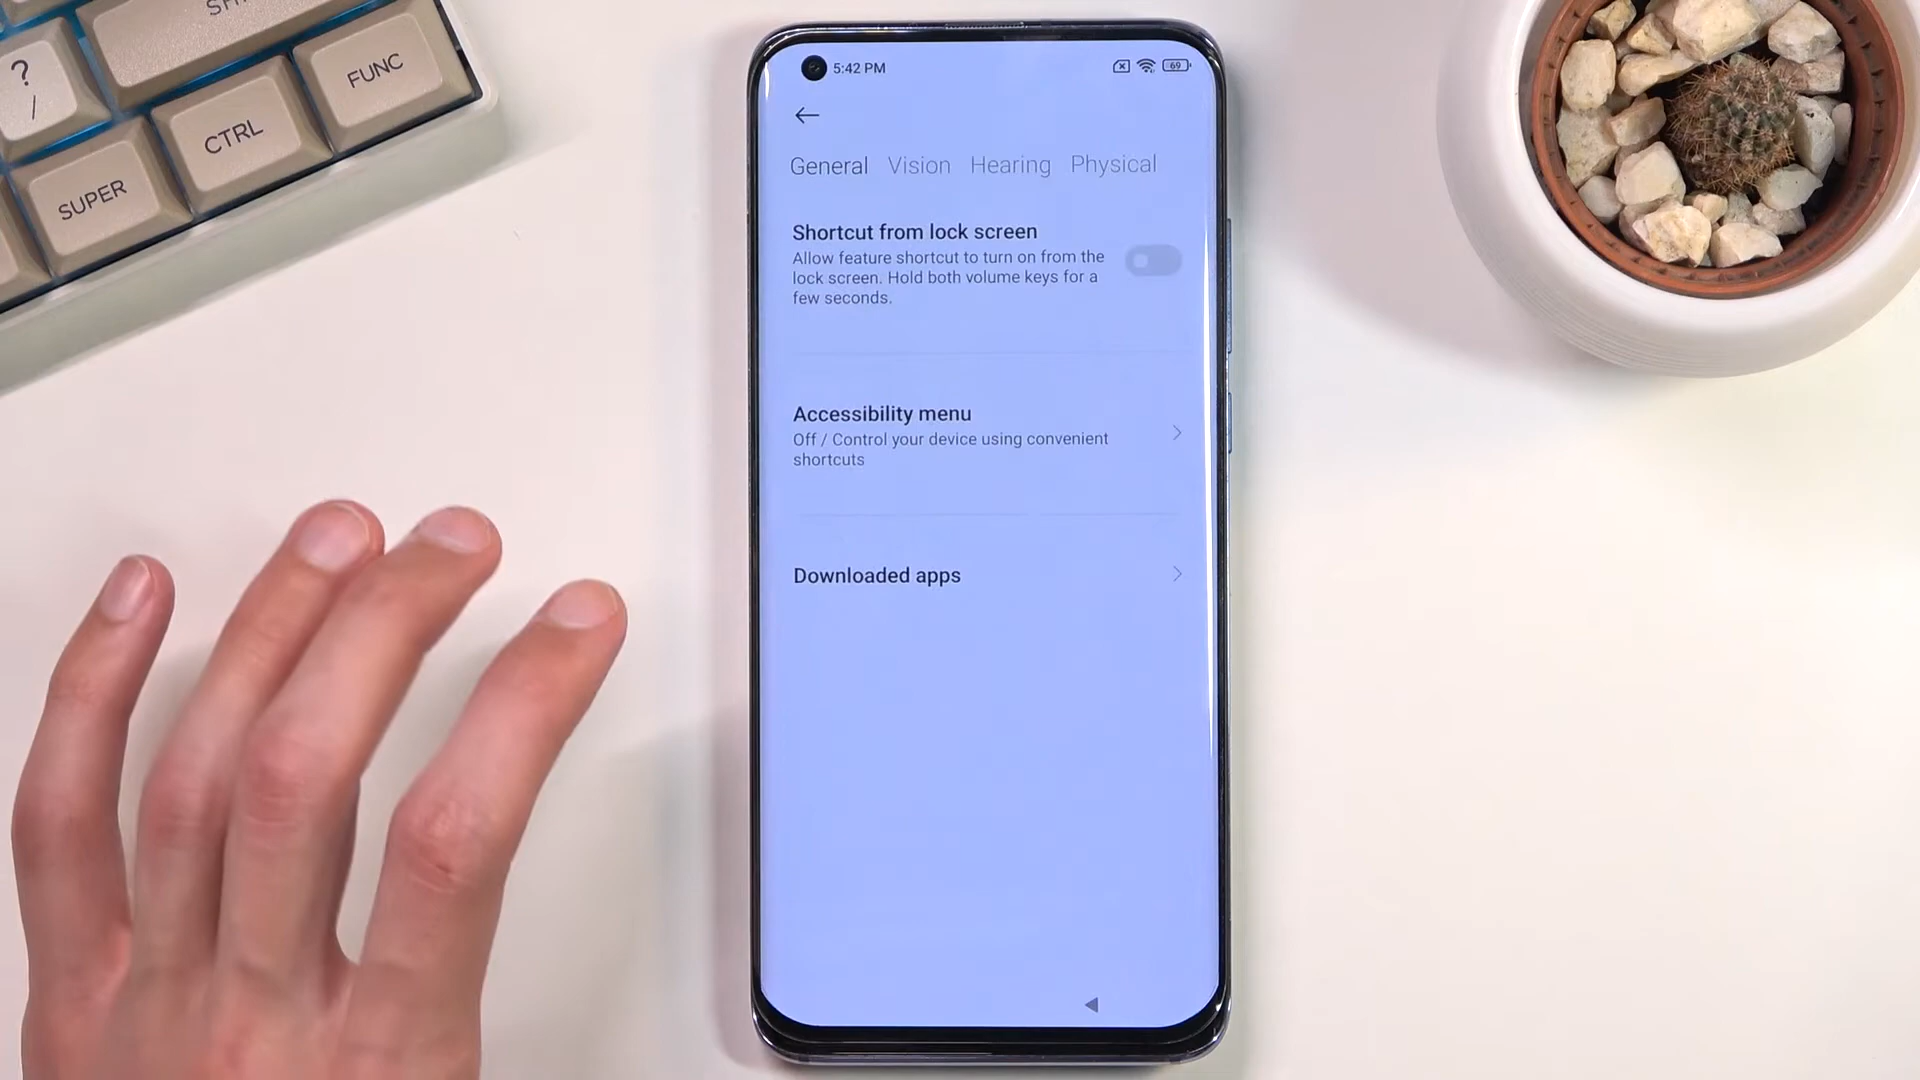 ?
/
CTRL
FUNC
SUPER
5:42 PM
69
General Vision Hearing Physical
Shortcut from lock screen
Allow feature shortcut to turn on from the
lock screen. Hold both volume keys for a
few seconds.
Accessibility menu
Off / Control your device using convenient
shortcuts
Downloaded apps